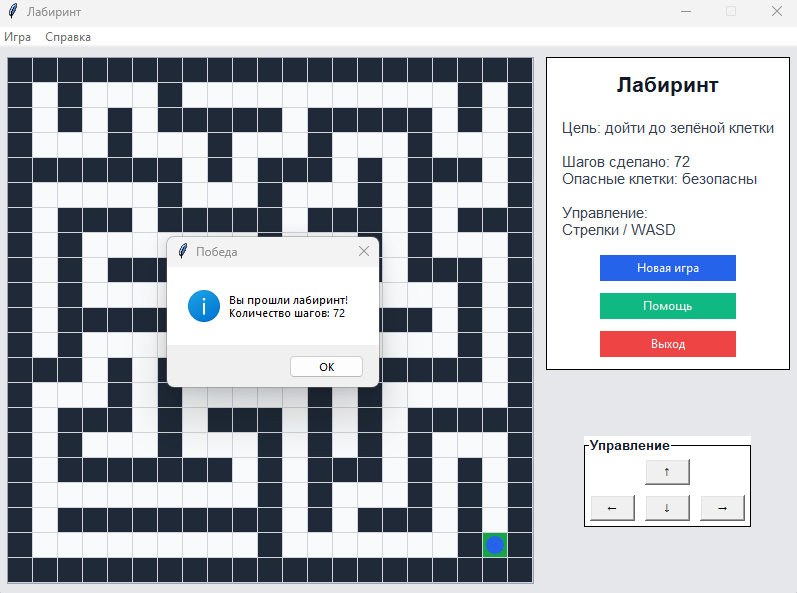 Лабиринт
Игра Справка
Лабиринт
Цель: дойти до зелёной клетки
Шагов сделано: 72
Опасные клетки: безопасны
Управление:
Стрелки / WASD
Новая игра
Помощь
Выход
Победа
Вы прошли лабиринт!
Количество шагов: 72
OK
Управление
↑
← ↓ →